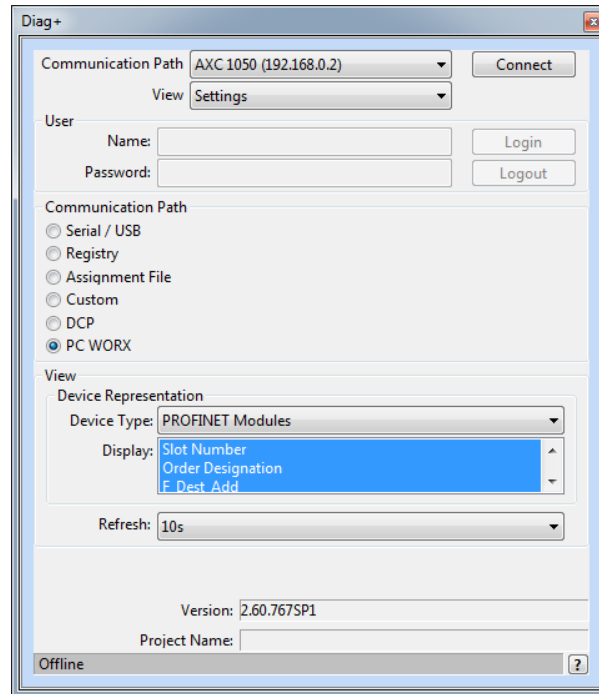 Diag+
Communication Path AXC 1050 (192.168.0.2) Connect
View Settings
User
Name: Login
Password: Logout
Communication Path
Serial / USB
Registry
Assignment File
Custom
DCP
PC WORX
View
Device Representation
Device Type: PROFINET Modules
Display: Slot Number
Order Designation
F_Dest_Add
Refresh: 10s
Version: 2.60.767SP1
Project Name:
Offline ?